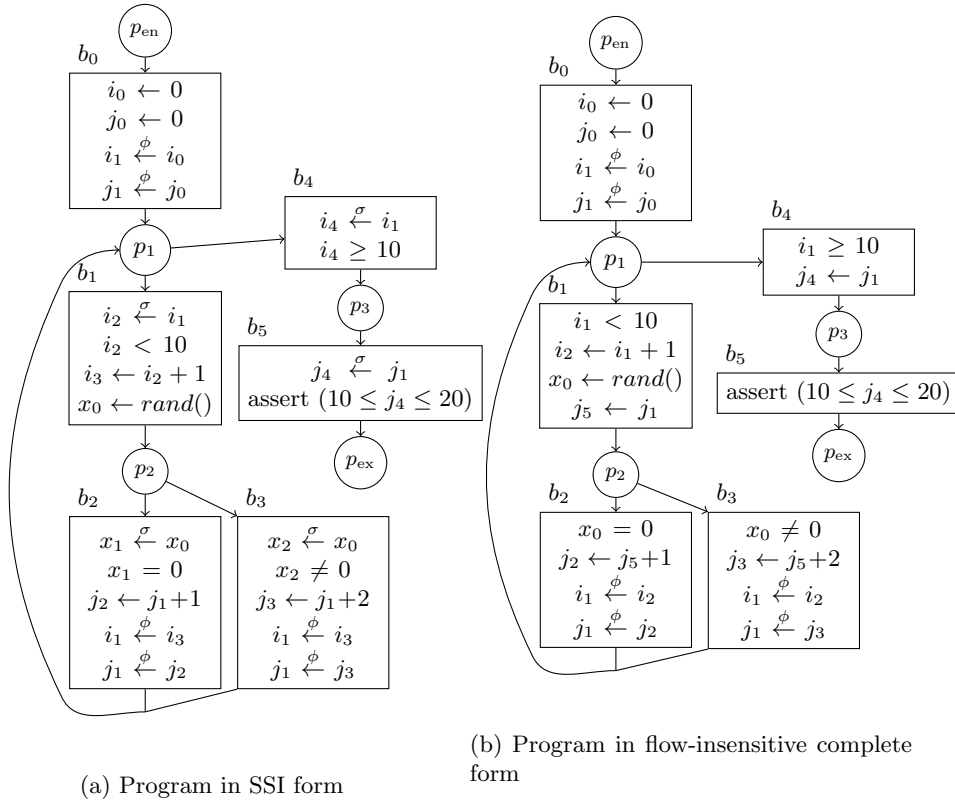 p_en
b_0
i_0 ← 0
j_0 ← 0
i_1 ←^ϕ i_0
j_1 ←^ϕ j_0
p_1
b_4
i_4 ←^σ i_1
i_4 ≥ 10
p_3
b_5
j_4 ←^σ j_1
assert (10 ≤ j_4 ≤ 20)
p_ex
b_1
i_2 ←^σ i_1
i_2 < 10
i_3 ← i_2 + 1
x_0 ← rand()
p_2
b_2
x_1 ←^σ x_0
x_1 = 0
j_2 ← j_1+1
i_1 ←^ϕ i_3
j_1 ←^ϕ j_2
b_3
x_2 ←^σ x_0
x_2 ≠ 0
j_3 ← j_1+2
i_1 ←^ϕ i_3
j_1 ←^ϕ j_3
(a) Program in SSI form
p_en
b_0
i_0 ← 0
j_0 ← 0
i_1 ←^ϕ i_0
j_1 ←^ϕ j_0
p_1
b_4
i_1 ≥ 10
j_4 ← j_1
p_3
b_5
assert (10 ≤ j_4 ≤ 20)
p_ex
b_1
i_1 < 10
i_2 ← i_1 + 1
x_0 ← rand()
j_5 ← j_1
p_2
b_2
x_0 = 0
j_2 ← j_5+1
i_1 ←^ϕ i_2
j_1 ←^ϕ j_2
b_3
x_0 ≠ 0
j_3 ← j_5+2
i_1 ←^ϕ i_2
j_1 ←^ϕ j_3
(b) Program in flow-insensitive complete
form